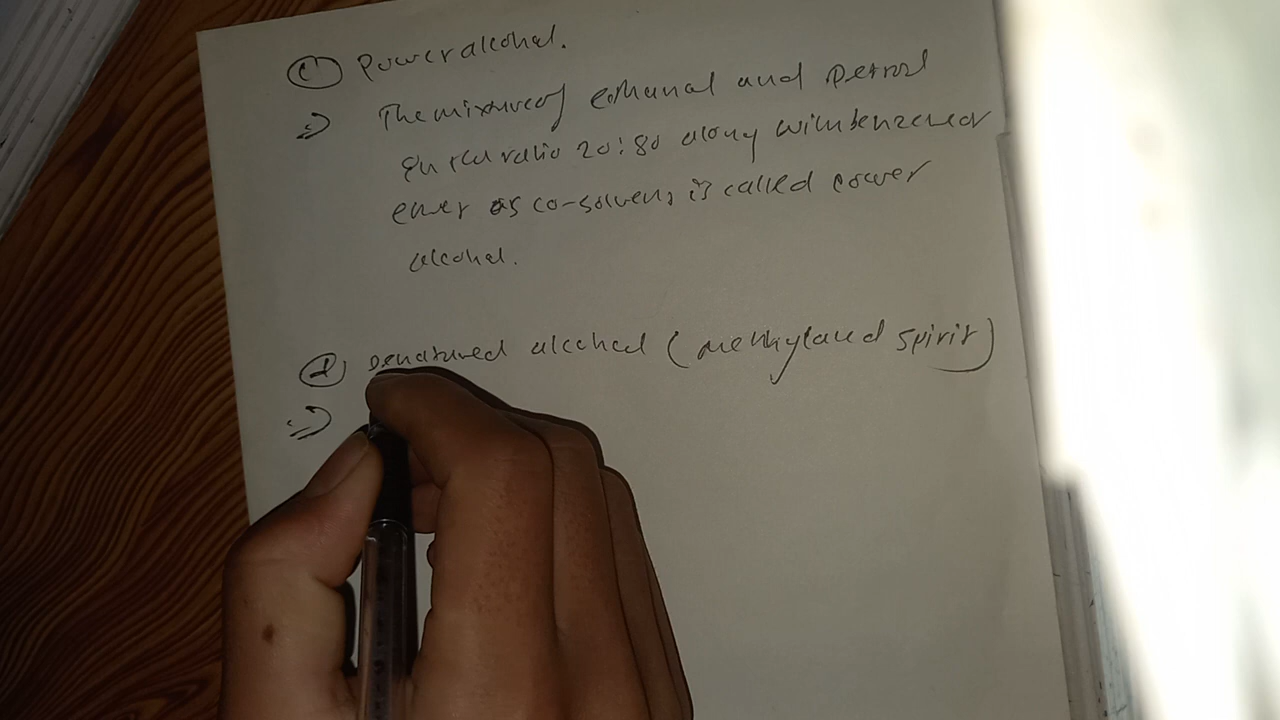 (c) Power alcohol.
=> The mixture of ethanol and petrol
in the ratio 20:80 along with benzene or
ether as co-solvent is called power
alcohol.
(d) Denatured alcohol (methylated spirit)
=>